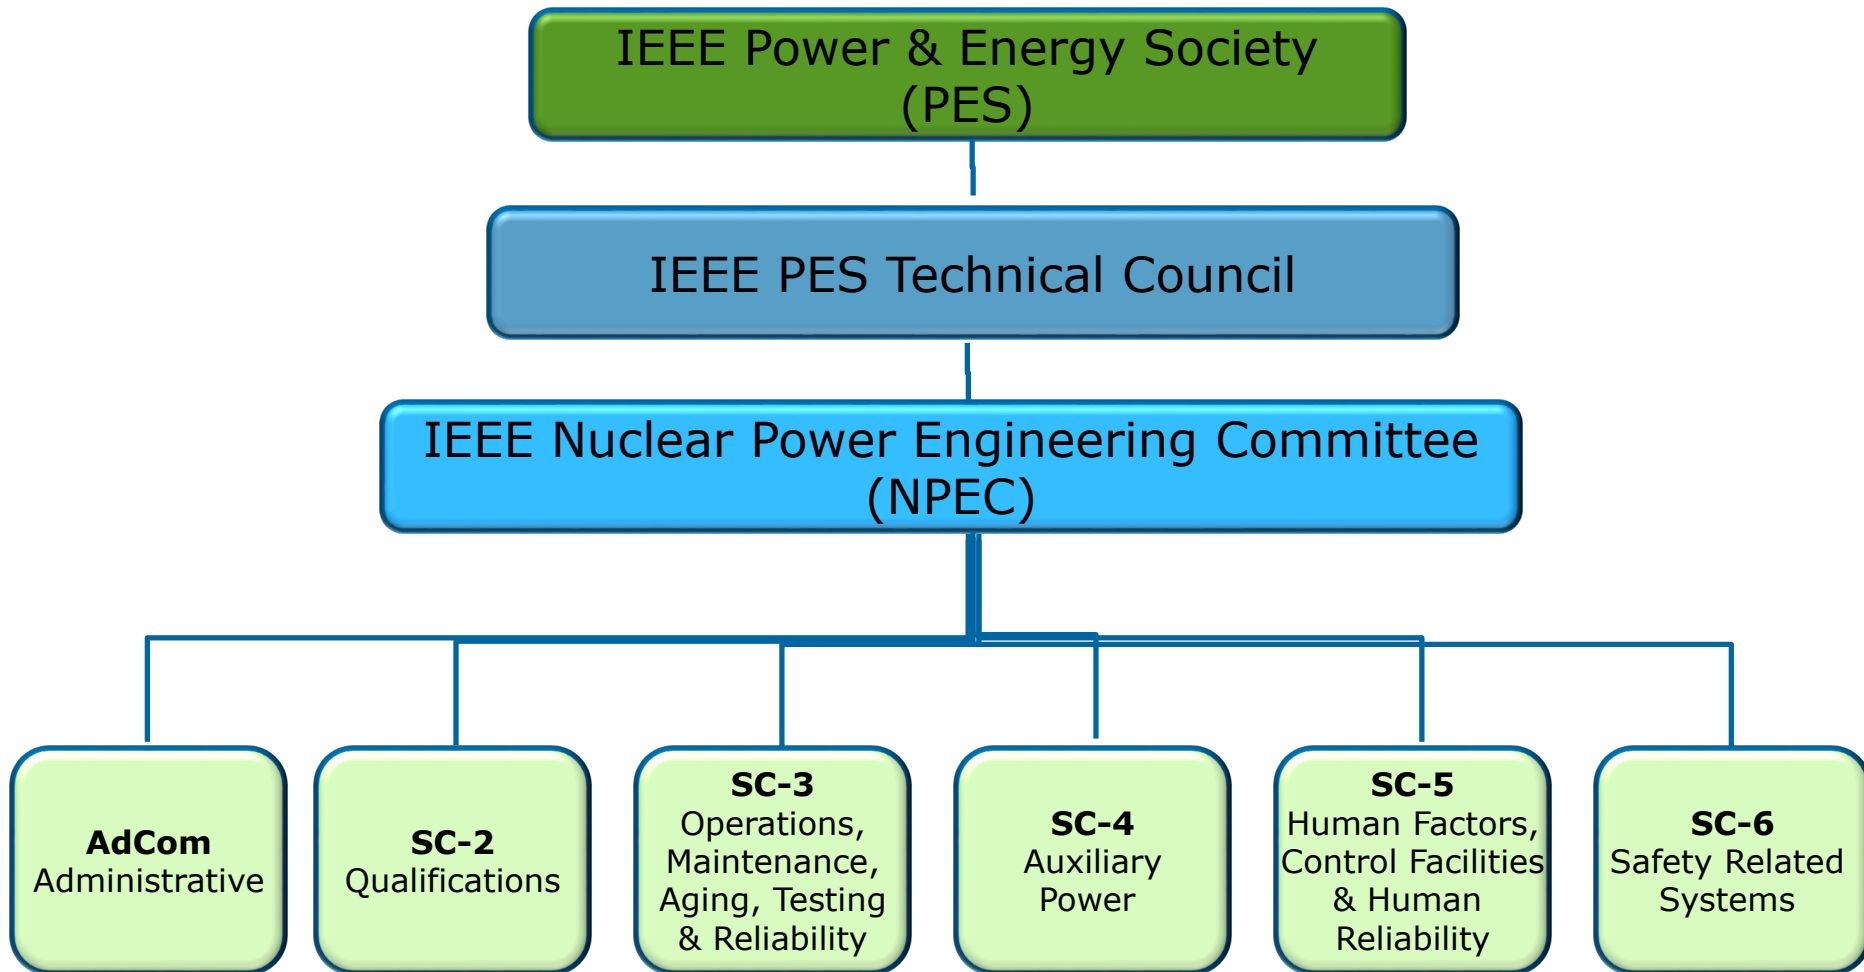 IEEE Power & Energy Society
(PES)
IEEE PES Technical Council
IEEE Nuclear Power Engineering Committee
(NPEC)
AdCom
Administrative
SC-2
Qualifications
SC-3
Operations,
Maintenance,
Aging, Testing
& Reliability
SC-4
Auxiliary
Power
SC-5
Human Factors,
Control Facilities
& Human
Reliability
SC-6
Safety Related
Systems